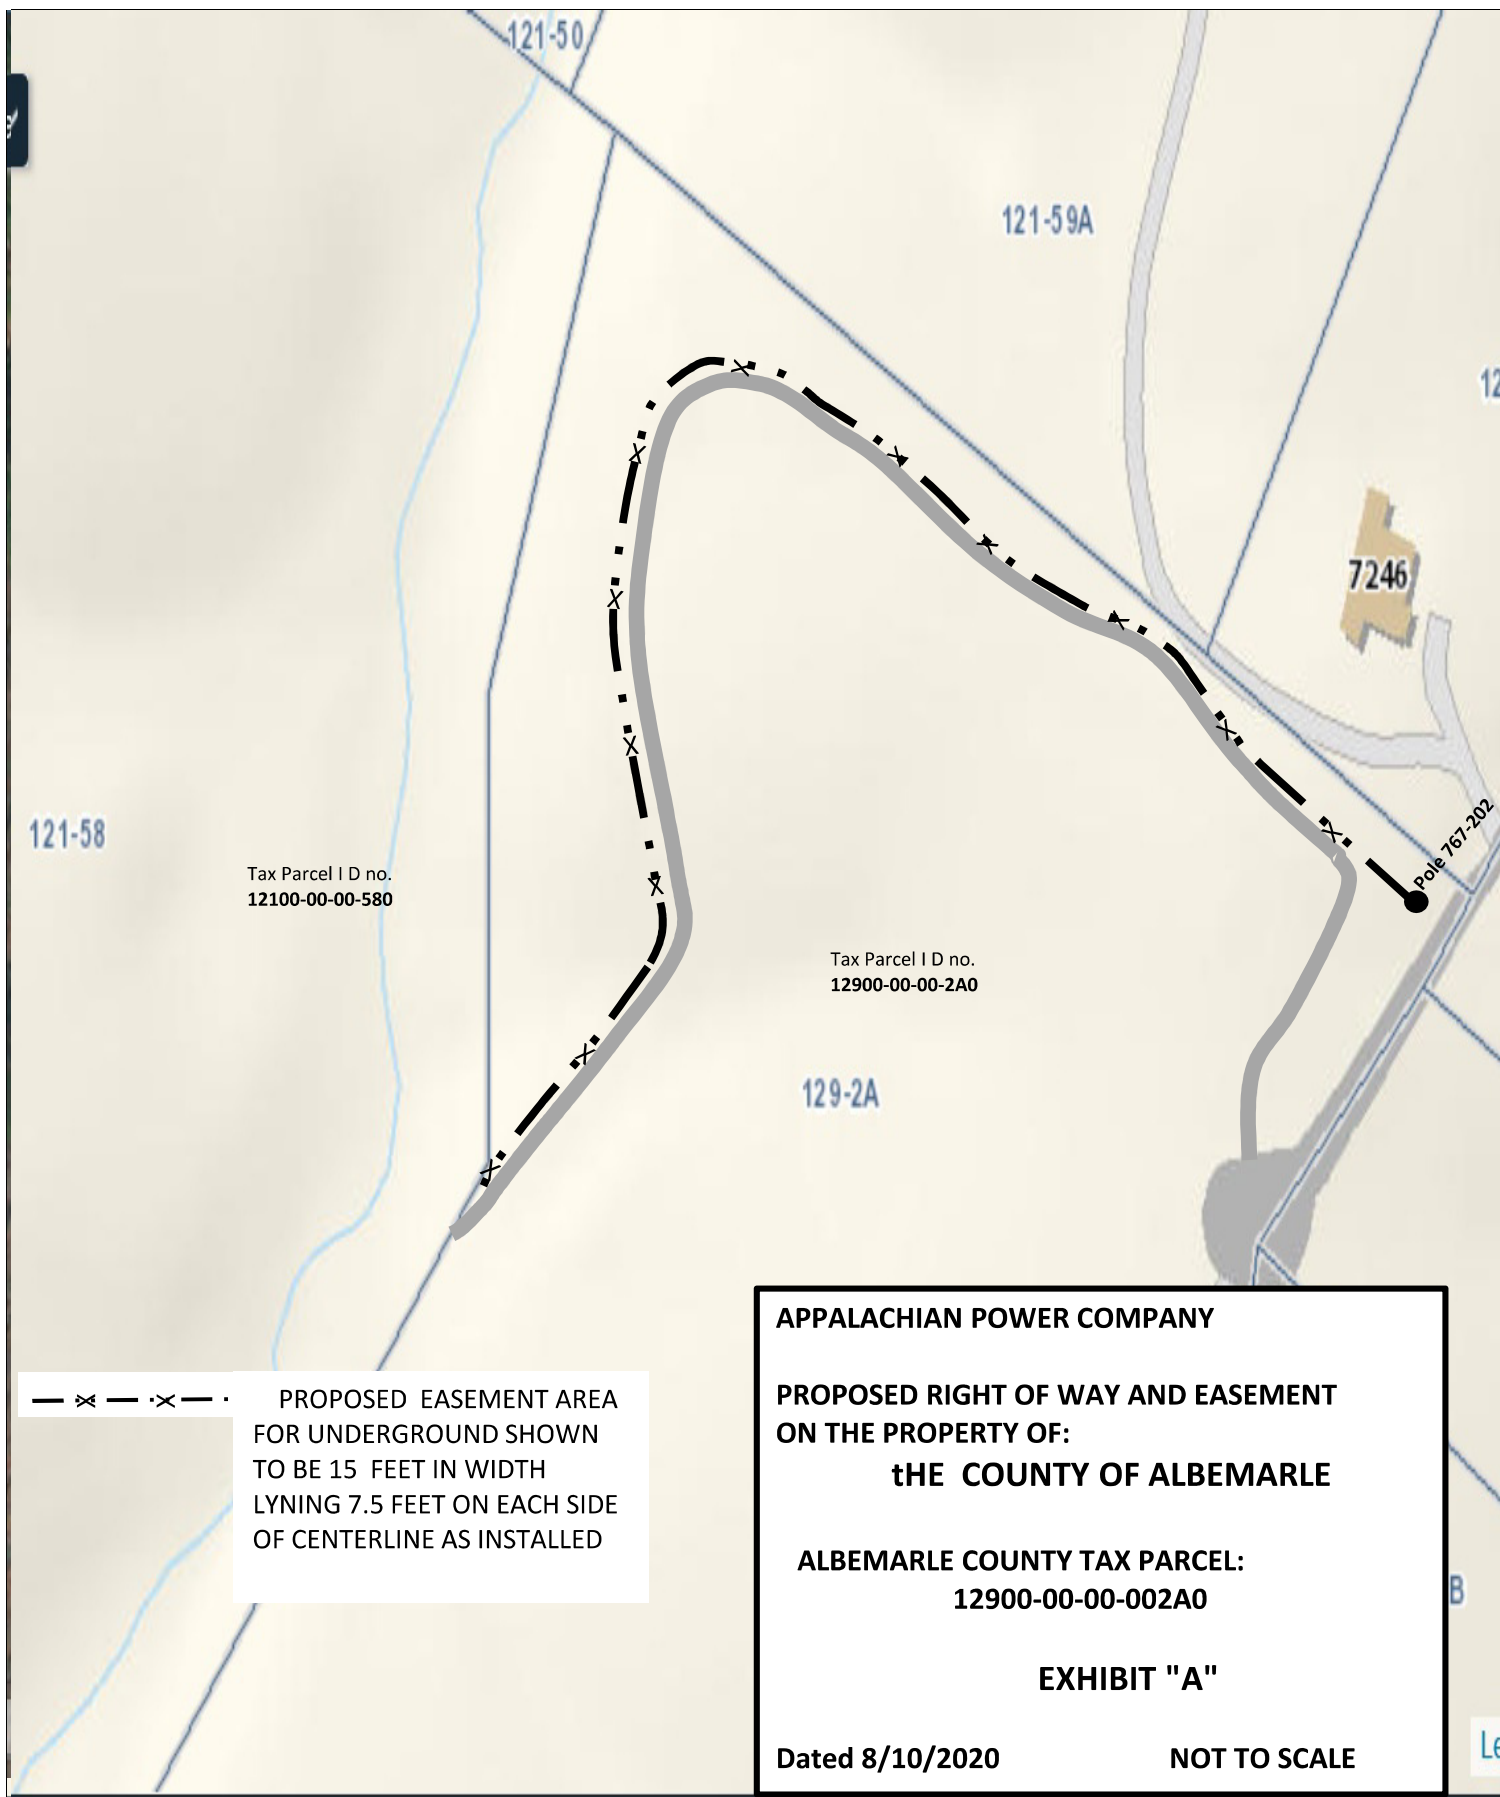 121-50
121-59A
12
7246
Pole 767-202
121-58
Tax Parcel I D no.
12100-00-00-580
Tax Parcel I D no.
12900-00-00-2A0
129-2A
PROPOSED EASEMENT AREA
FOR UNDERGROUND SHOWN
TO BE 15 FEET IN WIDTH
LYNING 7.5 FEET ON EACH SIDE
OF CENTERLINE AS INSTALLED
APPALACHIAN POWER COMPANY
PROPOSED RIGHT OF WAY AND EASEMENT
ON THE PROPERTY OF:
tHE COUNTY OF ALBEMARLE
ALBEMARLE COUNTY TAX PARCEL:
12900-00-00-002A0
EXHIBIT "A"
Dated 8/10/2020 NOT TO SCALE
B
Le